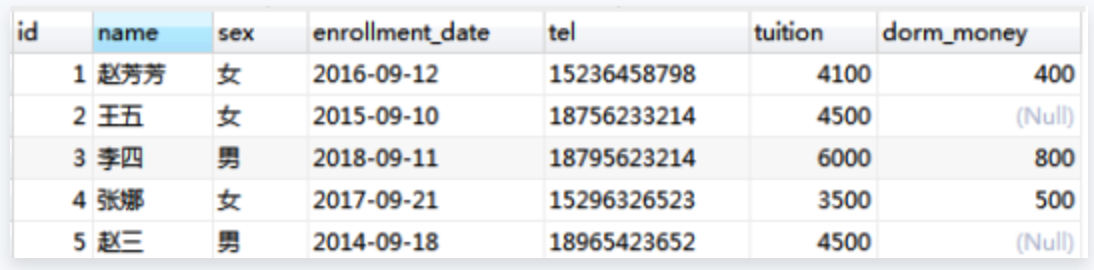 id name sex enrollment_date tel tuition dorm_money
1 赵芳芳 女 2016-09-12 15236458798 4100 400
2 王五 女 2015-09-10 18756233214 4500 (Null)
3 李四 男 2018-09-11 18795623214 6000 800
4 张娜 女 2017-09-21 15296326523 3500 500
5 赵三 男 2014-09-18 18965423652 4500 (Null)